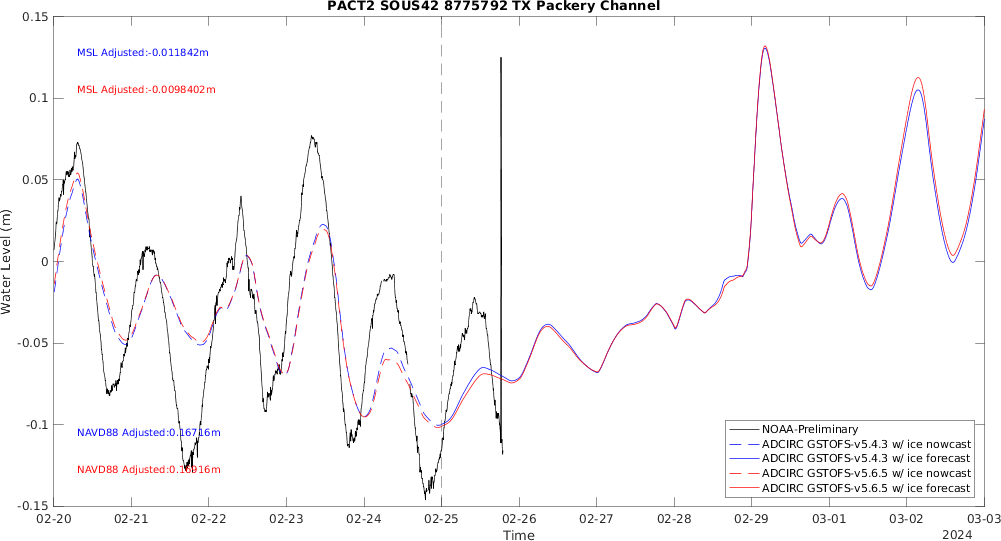 PACT2 SOUS42 8775792 TX Packery Channel
0.15
0.1
0.05
0
-0.05
-0.1
-0.15
Water Level (m)
MSL Adjusted:-0.011842m
MSL Adjusted:-0.0098402m
NAVD88 Adjusted:0.16716m
NAVD88 Adjusted:0.16916m
NOAA-Preliminary
ADCIRC GSTOFS-v5.4.3 w/ ice nowcast
ADCIRC GSTOFS-v5.4.3 w/ ice forecast
ADCIRC GSTOFS-v5.6.5 w/ ice nowcast
ADCIRC GSTOFS-v5.6.5 w/ ice forecast
02-20 02-21 02-22 02-23 02-24 02-25 02-26 02-27 02-28 02-29 03-01 03-02 03-03
Time
2024